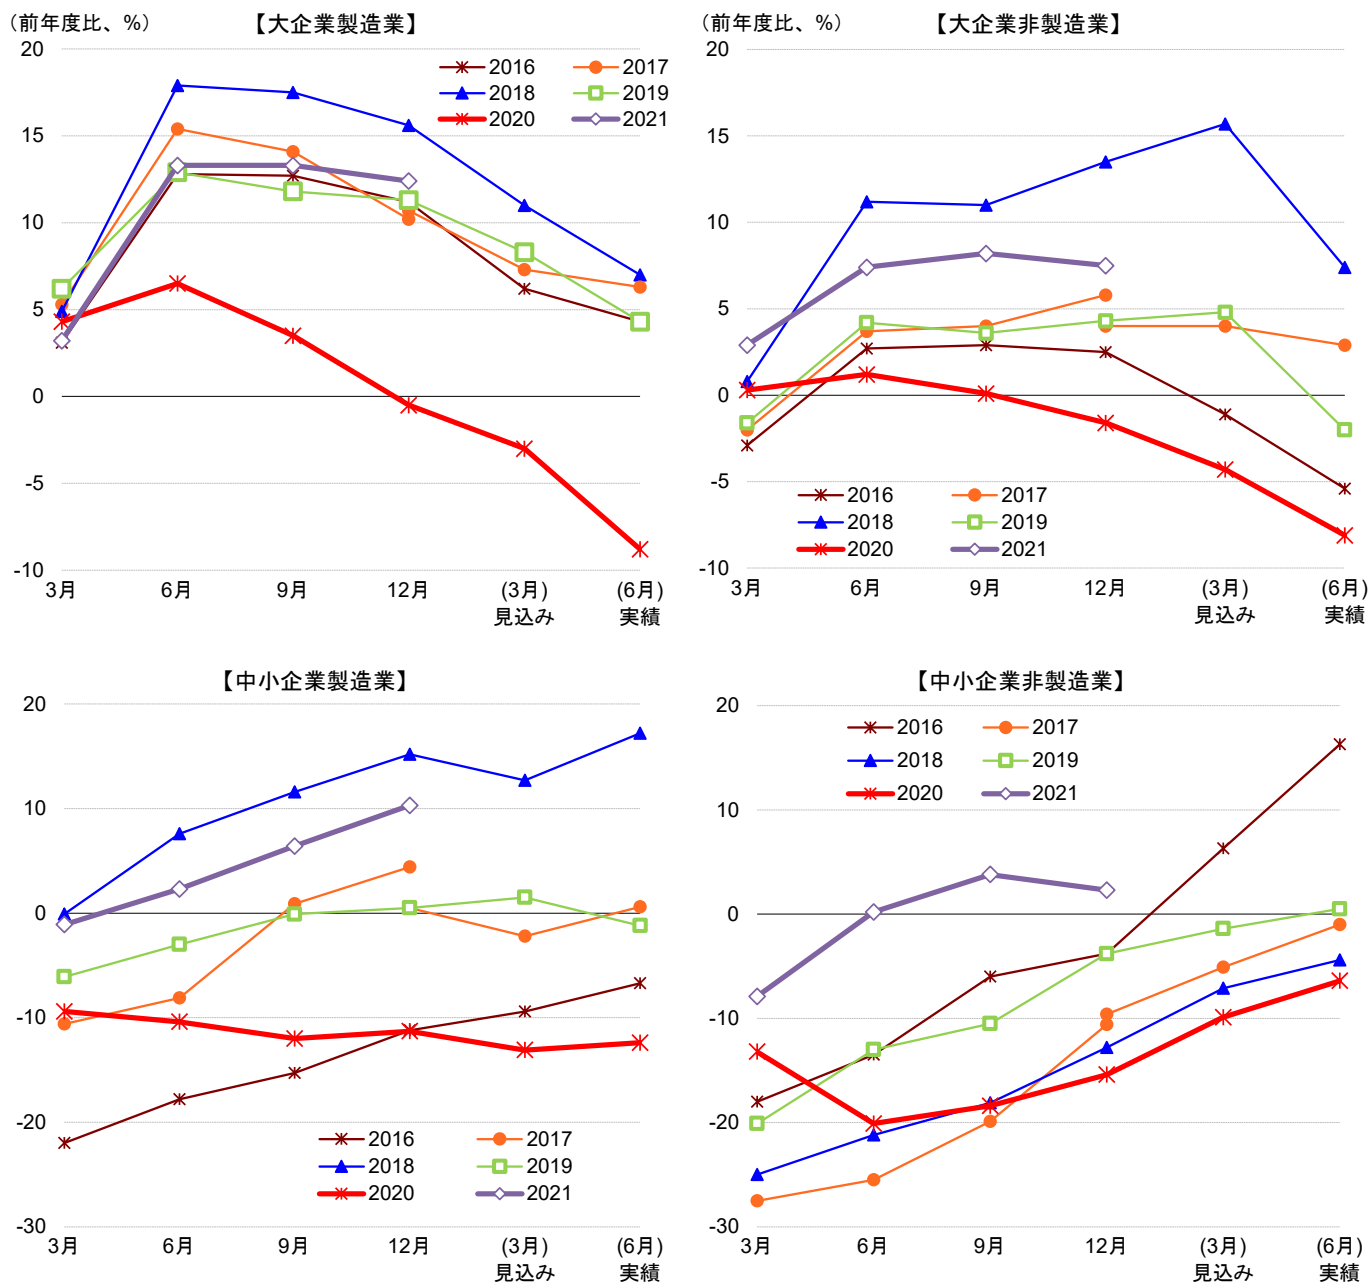 (前年度比、%)
【大企業製造業】
20
15
10
5
0
-5
-10
2016
2017
2018
2019
2020
2021
3月
6月
9月
12月
(3月)
見込み
(6月)
実績
(前年度比、%)
【大企業非製造業】
20
15
10
5
0
-5
-10
2016
2017
2018
2019
2020
2021
3月
6月
9月
12月
(3月)
見込み
(6月)
実績
【中小企業製造業】
20
10
0
-10
-20
-30
2016
2017
2018
2019
2020
2021
3月
6月
9月
12月
(3月)
見込み
(6月)
実績
【中小企業非製造業】
20
10
0
-10
-20
-30
2016
2017
2018
2019
2020
2021
3月
6月
9月
12月
(3月)
見込み
(6月)
実績